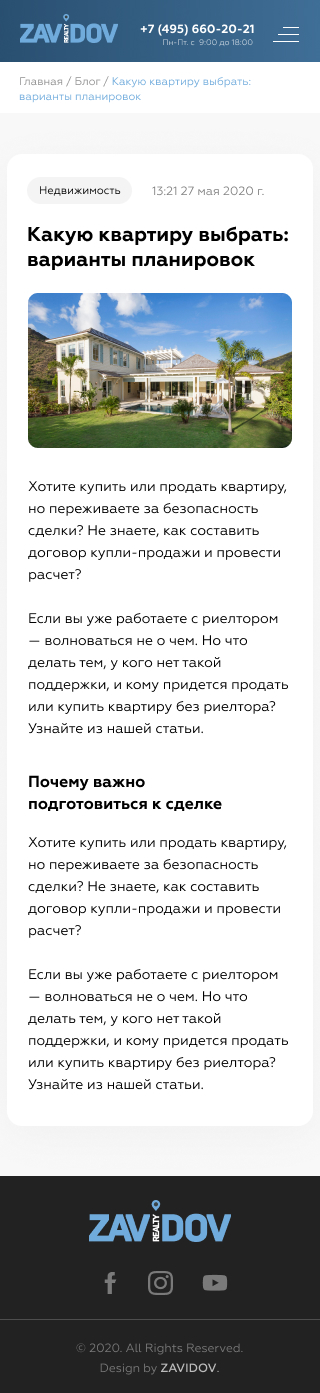 ZAVIDOV
REALTY
+7 (495) 660-20-21
Пн-Пт. с 9:00 до 18:00
Главная / Блог / Какую квартиру выбрать:
варианты планировок
Недвижимость 13:21 27 мая 2020 г.
Какую квартиру выбрать:
варианты планировок
Хотите купить или продать квартиру,
но переживаете за безопасность
сделки? Не знаете, как составить
договор купли-продажи и провести
расчет?
Если вы уже работаете с риелтором
— волноваться не о чем. Но что
делать тем, у кого нет такой
поддержки, и кому придется продать
или купить квартиру без риелтора?
Узнайте из нашей статьи.
Почему важно
подготовиться к сделке
Хотите купить или продать квартиру,
но переживаете за безопасность
сделки? Не знаете, как составить
договор купли-продажи и провести
расчет?
Если вы уже работаете с риелтором
— волноваться не о чем. Но что
делать тем, у кого нет такой
поддержки, и кому придется продать
или купить квартиру без риелтора?
Узнайте из нашей статьи.
ZAVIDOV
REALTY
© 2020. All Rights Reserved.
Design by ZAVIDOV.